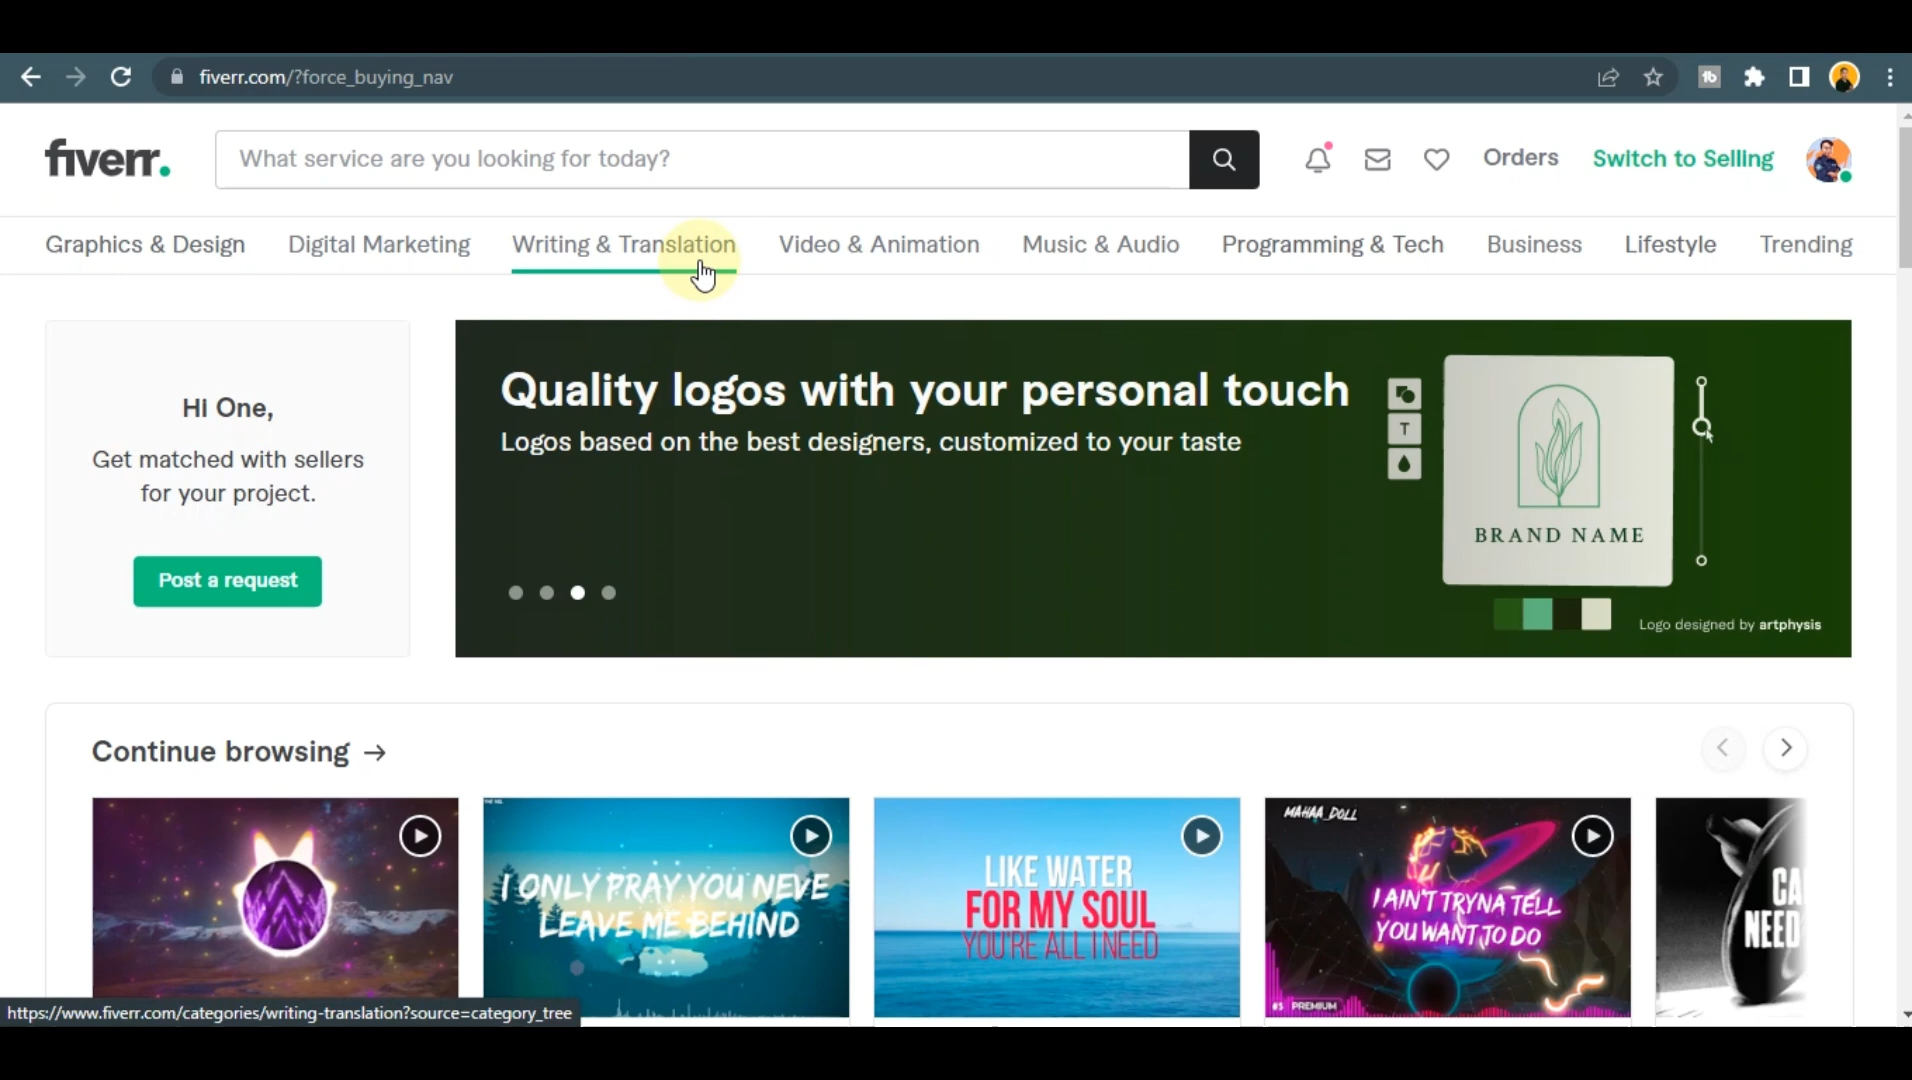 fiverr.com/?force_buying_nav
fiverr.
What service are you looking for today?
Orders
Switch to Selling
Graphics & Design
Digital Marketing
Writing & Translation
Video & Animation
Music & Audio
Programming & Tech
Business
Lifestyle
Trending
Hi One,
Get matched with sellers
for your project.
Post a request
Quality logos with your personal touch
Logos based on the best designers, customized to your taste
T
BRAND NAME
Logo designed by artphysis
Continue browsing →
I ONLY PRAY YOU NEVE
LEAVE ME BEHIND
LIKE WATER
FOR MY SOUL
YOU'RE ALL I NEED
MAHAA_DOLL
I AIN'T TRYNA TELL
YOU WANT TO DO
PREMIUM
CA
NEED
https://www.fiverr.com/categories/writing-translation?source=category_tree